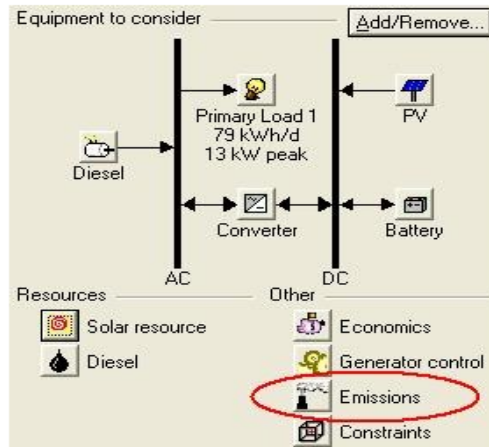 Equipment to consider
Add/Remove...
Primary Load 1
79 kWh/d
13 kW peak
PV
Diesel
Converter
Battery
AC
DC
Resources
Other
Solar resource
Economics
Diesel
Generator control
Emissions
Constraints